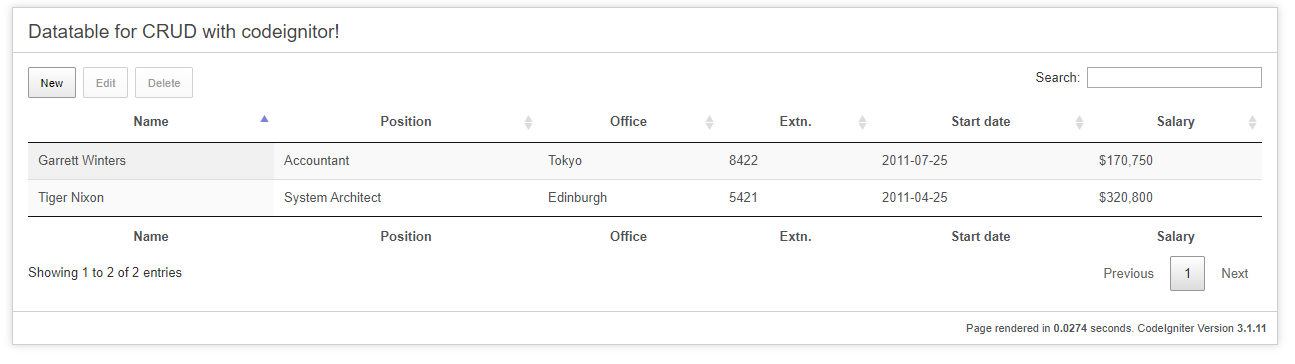 Datatable for CRUD with codeignitor!
New Edit Delete Search:
Name Position Office Extn. Start date Salary
Garrett Winters Accountant Tokyo 8422 2011-07-25 $170,750
Tiger Nixon System Architect Edinburgh 5421 2011-04-25 $320,800
Name Position Office Extn. Start date Salary
Showing 1 to 2 of 2 entries Previous 1 Next
Page rendered in 0.0274 seconds. CodeIgniter Version 3.1.11